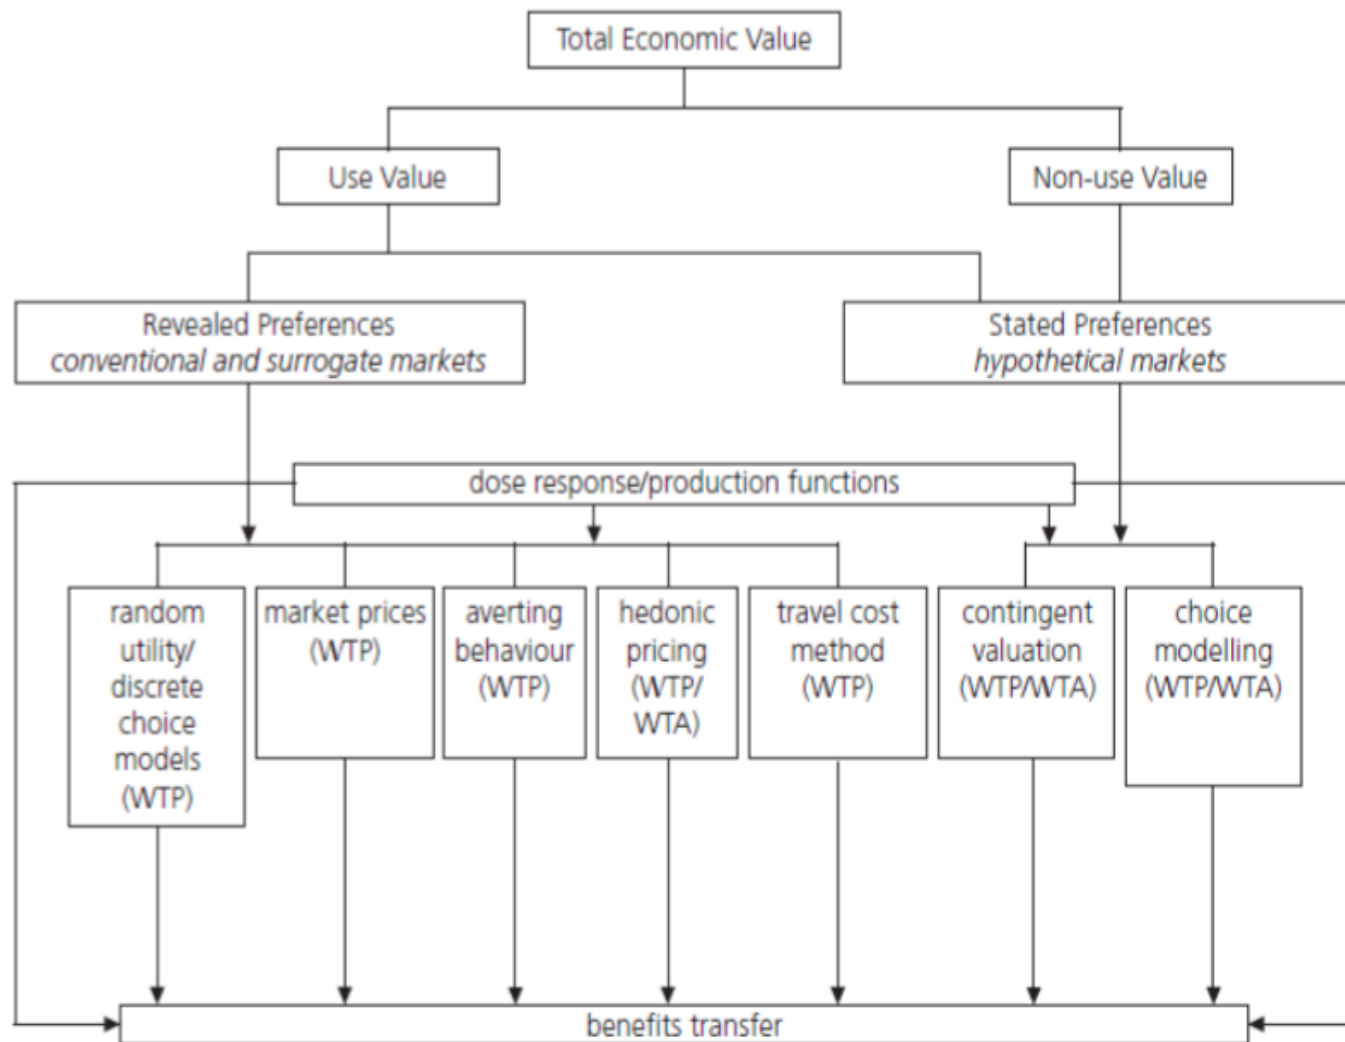 Total Economic Value
Use Value
Non-use Value
Revealed Preferences
conventional and surrogate markets
Stated Preferences
hypothetical markets
dose response/production functions
random
utility/
discrete
choice
models
(WTP)
market prices
(WTP)
averting
behaviour
(WTP)
hedonic
pricing
(WTP/
WTA)
travel cost
method
(WTP)
contingent
valuation
(WTP/WTA)
choice
modelling
(WTP/WTA)
benefits transfer